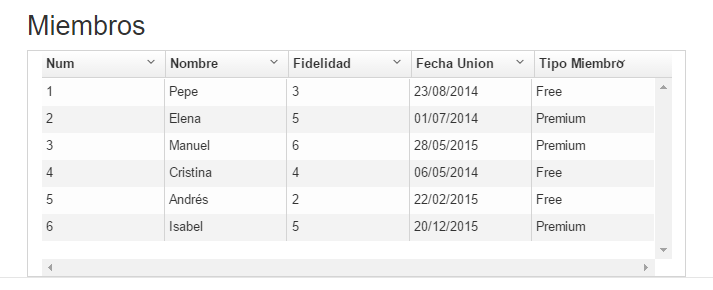 Miembros
Num Nombre Fidelidad Fecha Union Tipo Miembro
1 Pepe 3 23/08/2014 Free
2 Elena 5 01/07/2014 Premium
3 Manuel 6 28/05/2015 Premium
4 Cristina 4 06/05/2014 Free
5 Andrés 2 22/02/2015 Free
6 Isabel 5 20/12/2015 Premium